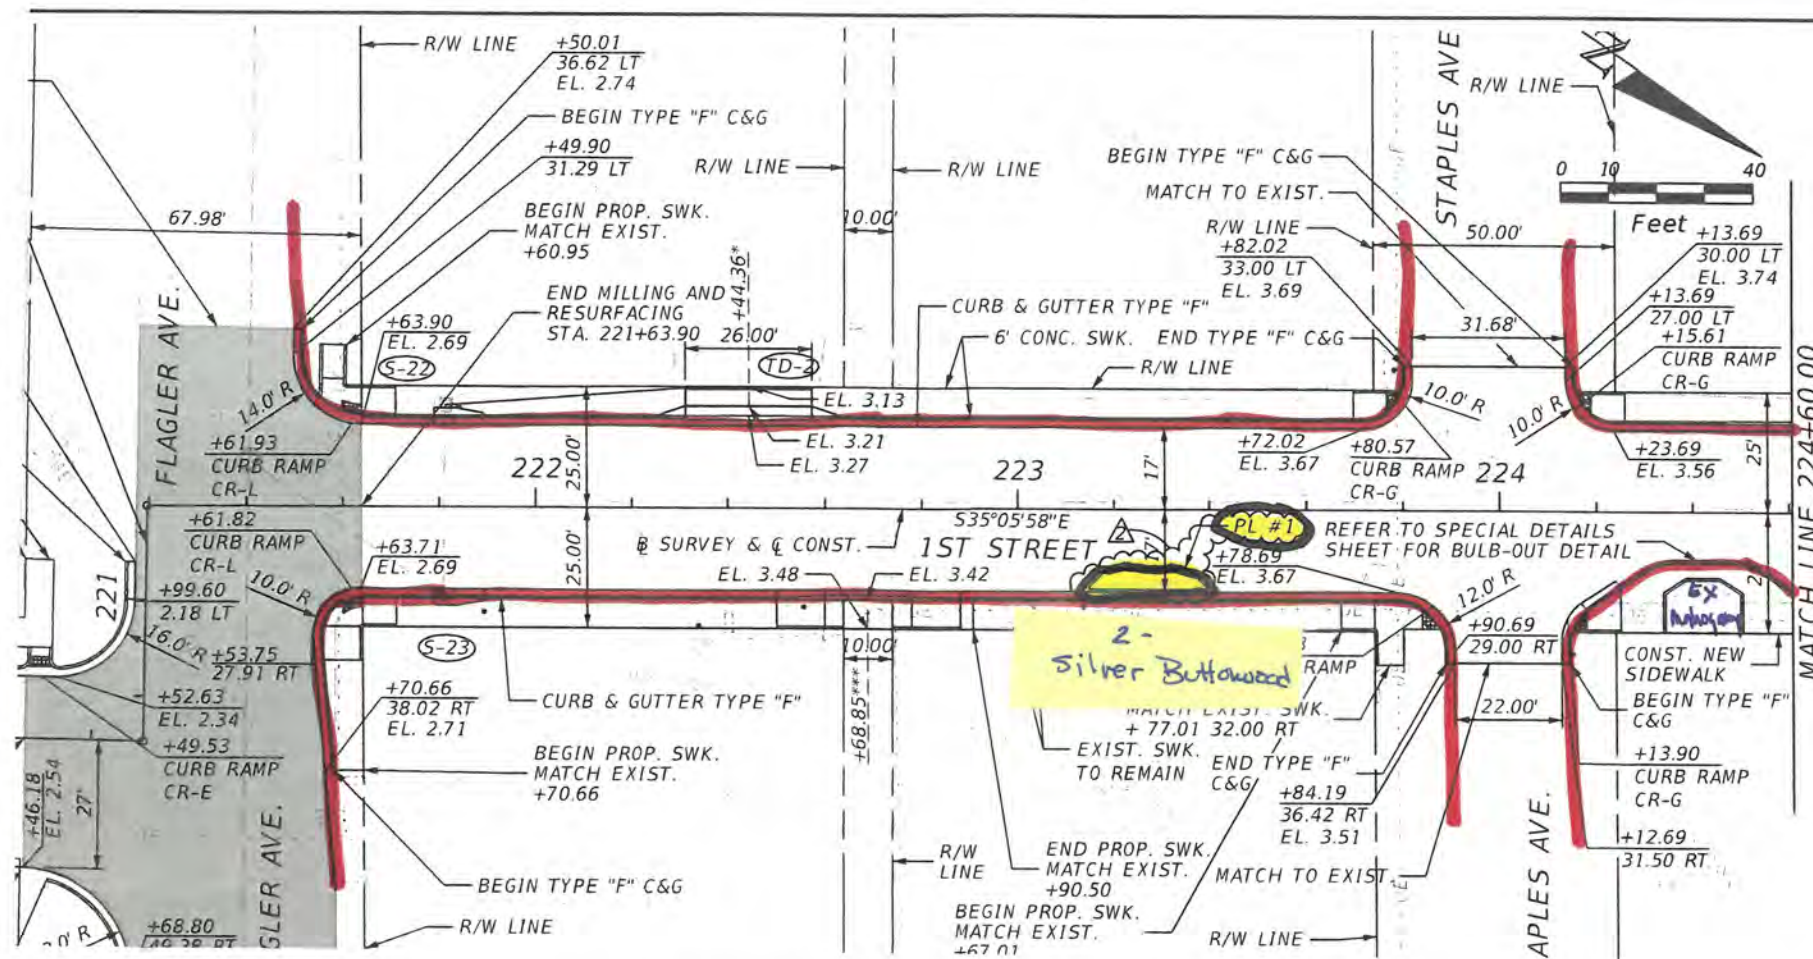 R/W LINE
+50.01
36.62 LT
EL. 2.74
BEGIN TYPE "F" C&G
+49.90
31.29 LT
R/W LINE
R/W LINE
BEGIN TYPE "F" C&G
MATCH TO EXIST.
STAPLES AVE
R/W LINE
0 10 40
Feet
67.98'
BEGIN PROP. SWK.
MATCH EXIST.
+60.95
10.00'
R/W LINE
+82.02
33.00 LT
EL. 3.69
50.00'
+13.69
30.00 LT
EL. 3.74
FLAGLER AVE.
END MILLING AND
RESURFACING
STA. 221+63.90
+44.36*
26.00'
CURB & GUTTER TYPE "F"
6' CONC. SWK.
END TYPE "F" C&G
31.68'
+13.69
27.00 LT
+15.61
CURB RAMP
CR-G
+63.90
EL. 2.69
S-22
TD-2
R/W LINE
14.0' R
EL. 3.13
10.0' R
10.0' R
+61.93
CURB RAMP
CR-L
EL. 3.21
EL. 3.27
+72.02
EL. 3.67
+80.57
CURB RAMP
CR-G
+23.69
EL. 3.56
222
25.00'
223
17'
224
25'
MATCH LINE 224+60.00
+61.82
CURB RAMP
CR-L
+63.71
EL. 2.69
25.00'
SURVEY & CONST.
S35°05'58"E
1ST STREET
2
PL #1
REFER TO SPECIAL DETAILS
SHEET FOR BULB-OUT DETAIL
+78.69
EL. 3.67
EL. 3.48
EL. 3.42
221
+99.60
2.18 LT
10.0' R
12.0' R
EX
16.0' R
+53.75
27.91 RT
S-23
10.00'
2-
Silver Buttonwood
RAMP
+90.69
29.00 RT
CONST. NEW
SIDEWALK
+52.63
EL. 2.34
+70.66
38.02 RT
EL. 2.71
CURB & GUTTER TYPE "F"
+68.85***
MATCH EXIST. SWK.
+ 77.01 32.00 RT
22.00'
BEGIN TYPE "F"
C&G
+49.53
CURB RAMP
CR-E
BEGIN PROP. SWK.
MATCH EXIST.
+70.66
EXIST. SWK.
TO REMAIN
END TYPE "F"
C&G
+13.90
CURB RAMP
CR-G
+46.18
EL. 2.54
27'
+84.19
36.42 RT
EL. 3.51
+12.69
31.50 RT
GLER AVE.
BEGIN TYPE "F" C&G
R/W
LINE
END PROP. SWK.
MATCH EXIST.
+90.50
MATCH TO EXIST.
APLES AVE.
+68.80
49.28 RT
R/W LINE
BEGIN PROP. SWK.
MATCH EXIST.
+67.01
R/W LINE